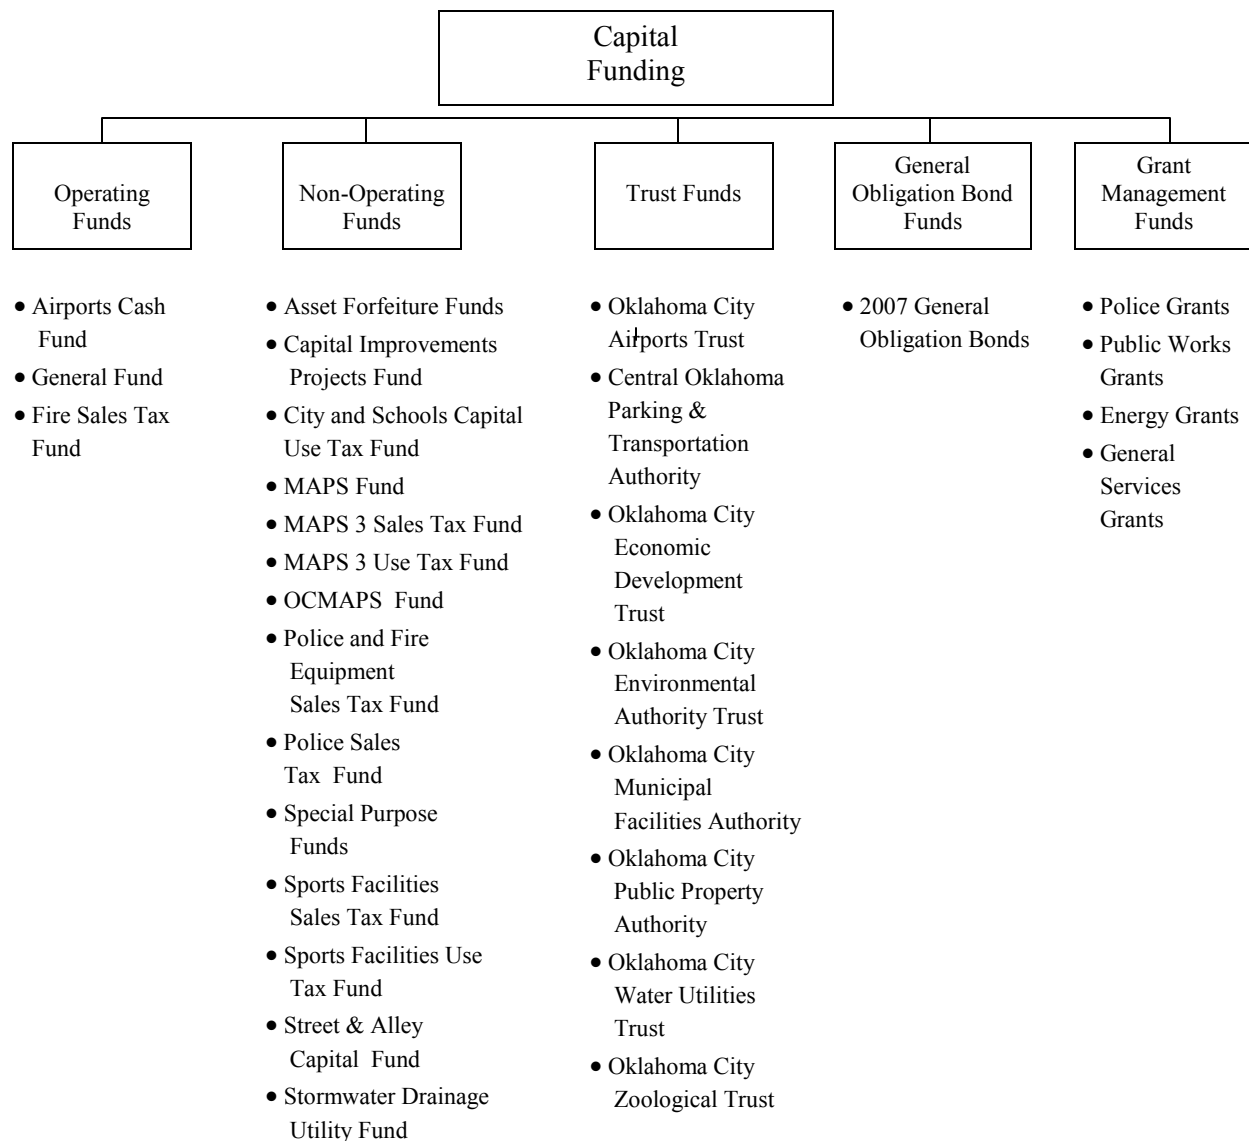 Capital
Funding
Operating
Funds
Non-Operating
Funds
Trust Funds
General
Obligation Bond
Funds
Grant
Management
Funds
• Airports Cash
Fund
• General Fund
• Fire Sales Tax
Fund
• Asset Forfeiture Funds
• Capital Improvements
Projects Fund
• City and Schools Capital
Use Tax Fund
• MAPS Fund
• MAPS 3 Sales Tax Fund
• MAPS 3 Use Tax Fund
• OCMAPS Fund
• Police and Fire
Equipment
Sales Tax Fund
• Police Sales
Tax Fund
• Special Purpose
Funds
• Sports Facilities
Sales Tax Fund
• Sports Facilities Use
Tax Fund
• Street & Alley
Capital Fund
• Stormwater Drainage
Utility Fund
• Oklahoma City
Airports Trust
• Central Oklahoma
Parking &
Transportation
Authority
• Oklahoma City
Economic
Development
Trust
• Oklahoma City
Environmental
Authority Trust
• Oklahoma City
Municipal
Facilities Authority
• Oklahoma City
Public Property
Authority
• Oklahoma City
Water Utilities
Trust
• Oklahoma City
Zoological Trust
• 2007 General
Obligation Bonds
• Police Grants
• Public Works
Grants
• Energy Grants
• General
Services
Grants